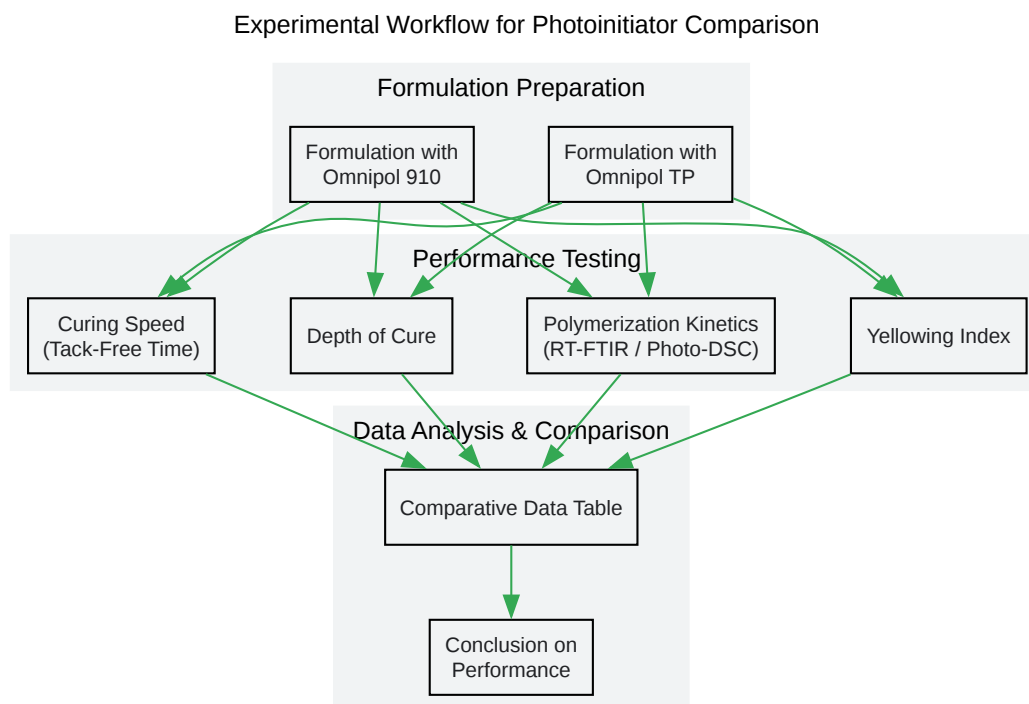 Experimental Workflow for Photoinitiator Comparison
Formulation Preparation
Formulation with
Omnipol 910
Formulation with
Omnipol TP
Performance Testing
Curing Speed
(Tack-Free Time)
Depth of Cure
Polymerization Kinetics
(RT-FTIR / Photo-DSC)
Yellowing Index
Data Analysis & Comparison
Comparative Data Table
Conclusion on
Performance